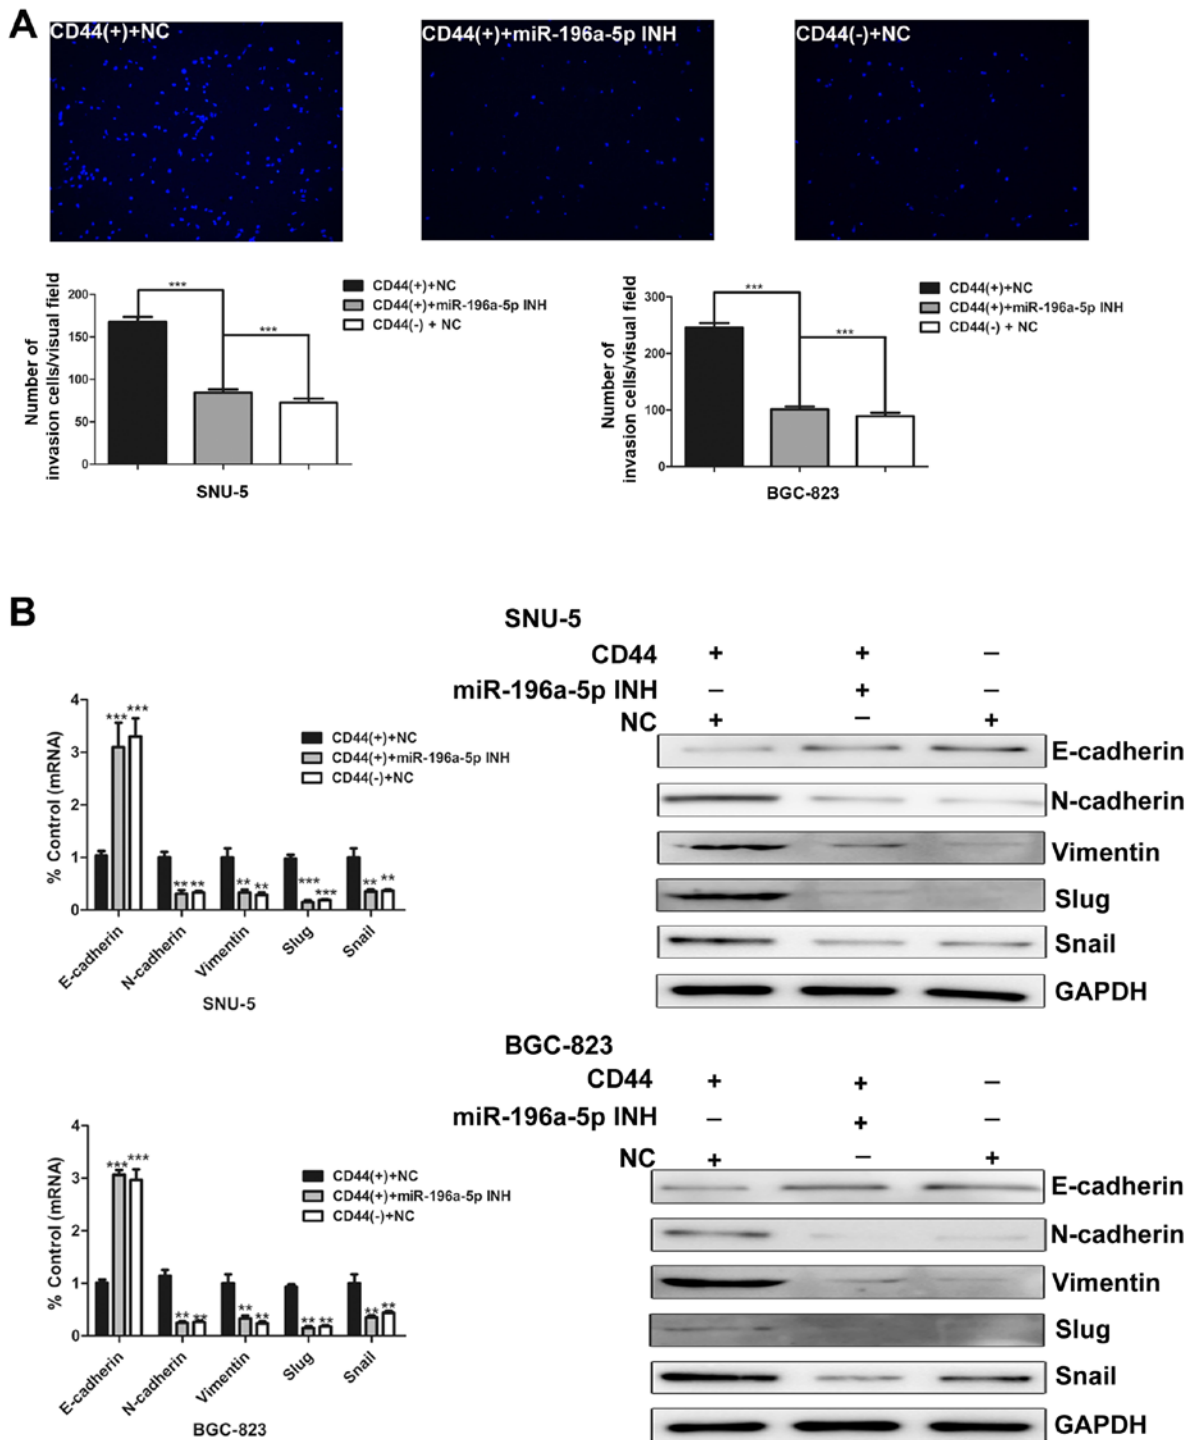 A
CD44(+)+NC
CD44(+)+miR-196a-5p INH
CD44(-)+NC
Number of
invasion cells/visual field
200
150
100
50
0
***
***
CD44(+)+NC
CD44(+)+miR-196a-5p INH
CD44(-) + NC
SNU-5
Number of
invasion cells/visual field
300
200
100
0
***
***
CD44(+)+NC
CD44(+)+miR-196a-5p INH
CD44(-) + NC
BGC-823
B
% Control (mRNA)
4
3
2
1
0
*** ***
** **
** **
*** ***
** **
CD44(+)+NC
CD44(+)+miR-196a-5p INH
CD44(-)+NC
E-cadherin
N-cadherin
Vimentin
Slug
Snail
SNU-5
SNU-5
CD44 + + –
miR-196a-5p INH – + –
NC + – +
E-cadherin
N-cadherin
Vimentin
Slug
Snail
GAPDH
% Control (mRNA)
4
3
2
1
0
*** ***
** **
** **
** **
** **
CD44(+)+NC
CD44(+)+miR-196a-5p INH
CD44(-)+NC
E-cadherin
N-cadherin
Vimentin
Slug
Snail
BGC-823
BGC-823
CD44 + + –
miR-196a-5p INH – + –
NC + – +
E-cadherin
N-cadherin
Vimentin
Slug
Snail
GAPDH